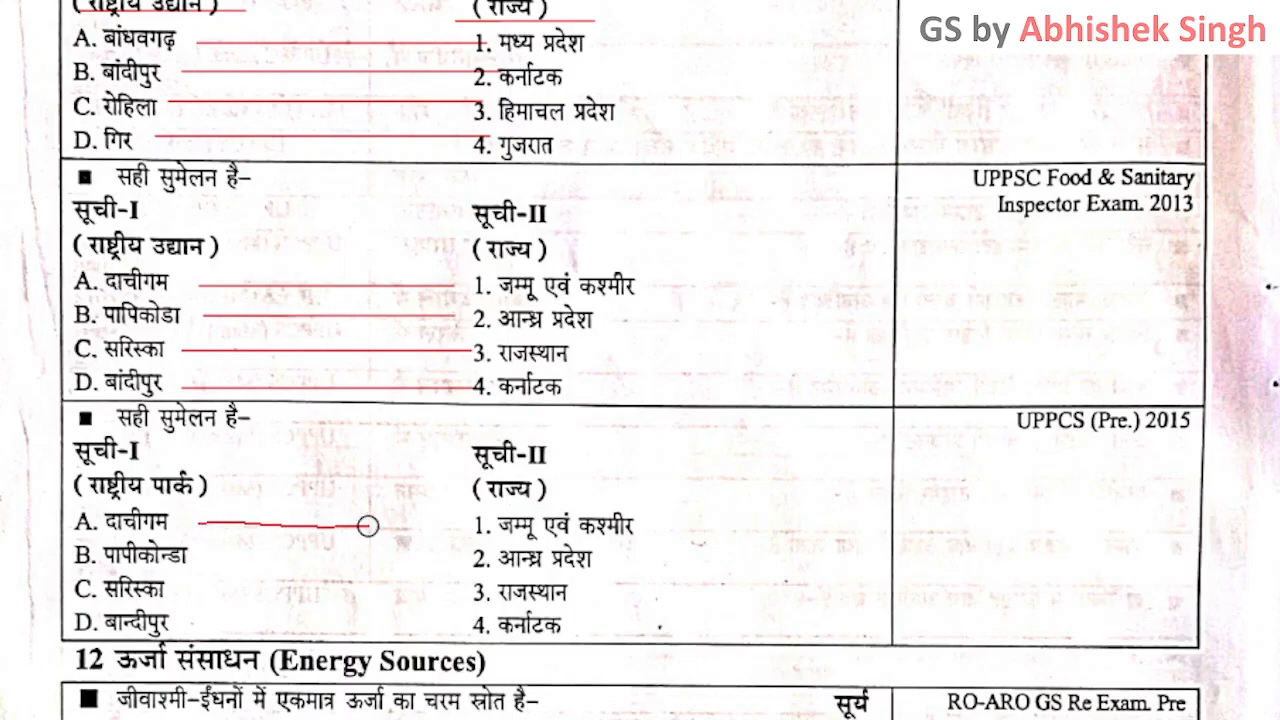 GS by Abhishek Singh
( राष्ट्रीय उद्यान ) ( राज्य )
A. बांधवगढ़ 1. मध्य प्रदेश
B. बांदीपुर 2. कर्नाटक
C. रोहिला 3. हिमाचल प्रदेश
D. गिर 4. गुजरात
■ सही सुमेलन है– UPPSC Food & Sanitary
Inspector Exam. 2013
सूची-I सूची-II
( राष्ट्रीय उद्यान ) ( राज्य )
A. दाचीगम 1. जम्मू एवं कश्मीर
B. पापिकोडा 2. आन्ध्र प्रदेश
C. सरिस्का 3. राजस्थान
D. बांदीपुर 4. कर्नाटक
■ सही सुमेलन है– UPPCS (Pre.) 2015
सूची-I सूची-II
( राष्ट्रीय पार्क ) ( राज्य )
A. दाचीगम 1. जम्मू एवं कश्मीर
B. पापीकोन्डा 2. आन्ध्र प्रदेश
C. सरिस्का 3. राजस्थान
D. बान्दीपुर 4. कर्नाटक
12 ऊर्जा संसाधन (Energy Sources)
■ जीवाश्मी-ईंधनों में एकमात्र ऊर्जा का चरम स्रोत है– सूर्य RO-ARO GS Re Exam. Pre